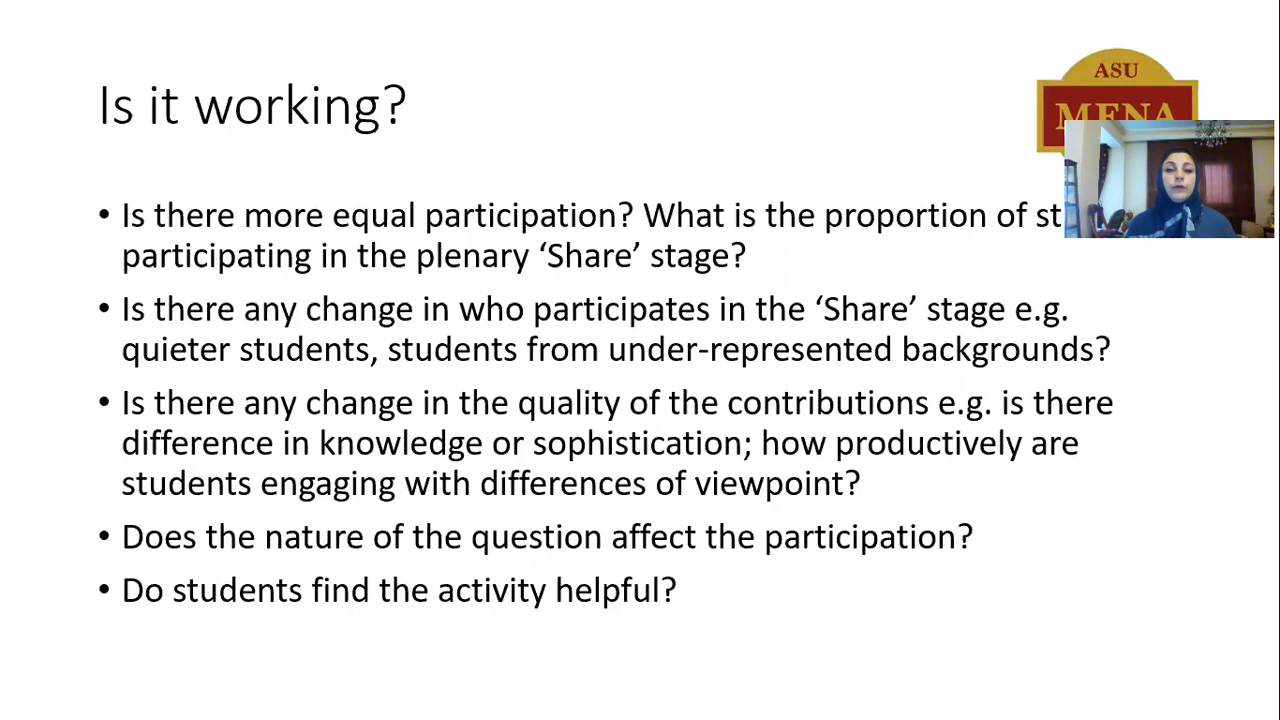 Is it working?
ASU
MENA
• Is there more equal participation? What is the proportion of st
participating in the plenary ‘Share’ stage?
• Is there any change in who participates in the ‘Share’ stage e.g.
quieter students, students from under-represented backgrounds?
• Is there any change in the quality of the contributions e.g. is there
difference in knowledge or sophistication; how productively are
students engaging with differences of viewpoint?
• Does the nature of the question affect the participation?
• Do students find the activity helpful?